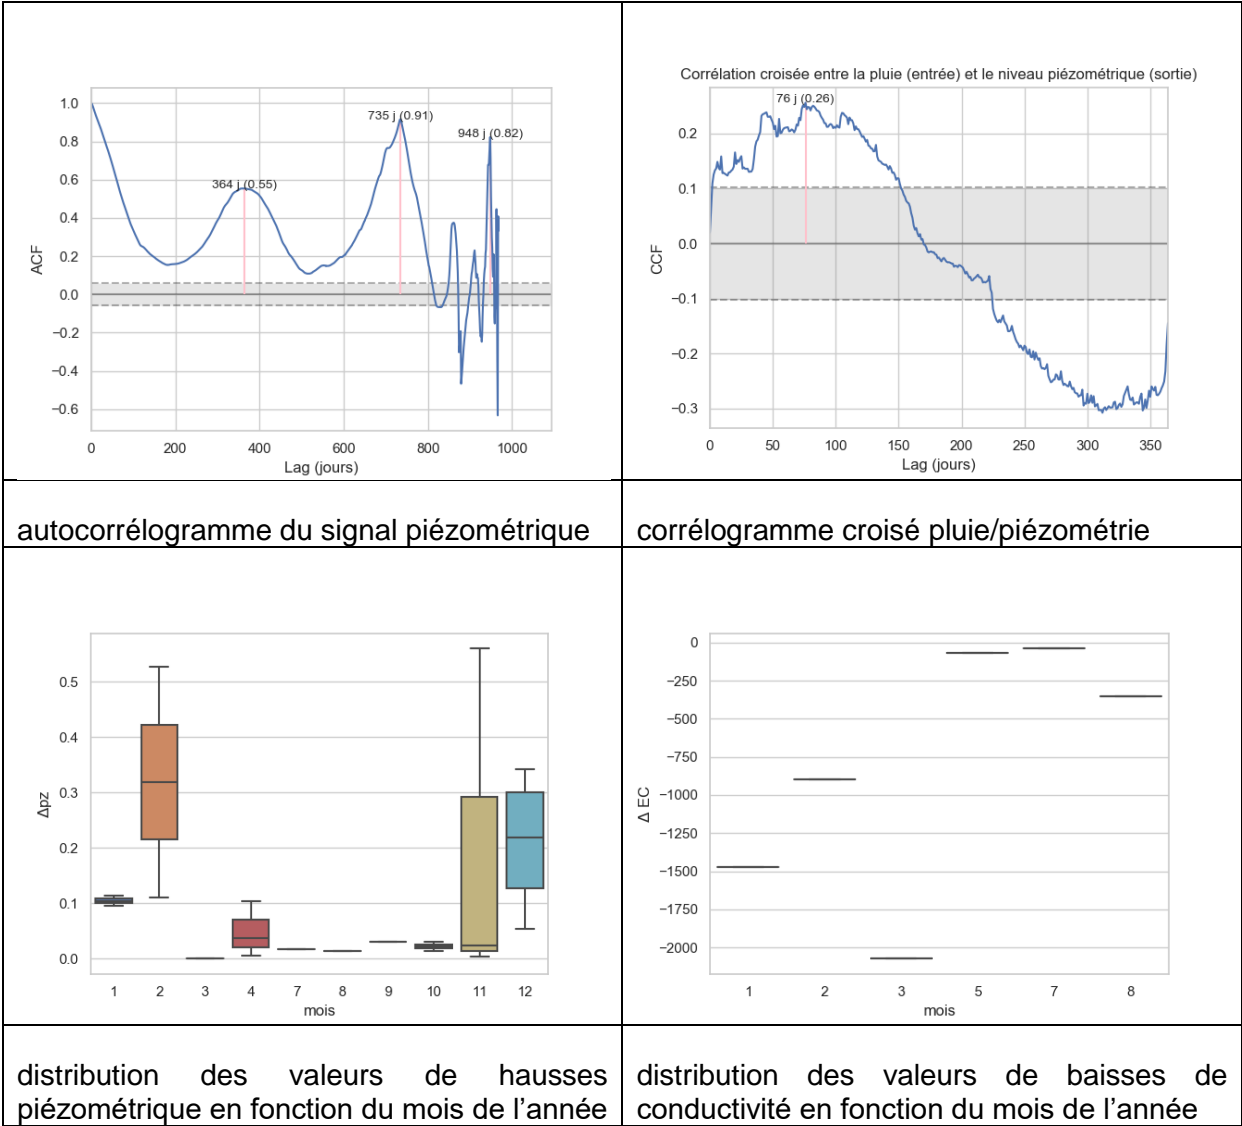 1.0
0.8
0.6
0.4
0.2
0.0
−0.2
−0.4
−0.6
ACF
364 j (0.55)
735 j (0.91)
948 j (0.82)
0 200 400 600 800 1000
Lag (jours)
Corrélation croisée entre la pluie (entrée) et le niveau piézométrique (sortie)
76 j (0.26)
0.2
0.1
0.0
−0.1
−0.2
−0.3
CCF
0 50 100 150 200 250 300 350
Lag (jours)
autocorrélogramme du signal piézométrique
corrélogramme croisé pluie/piézométrie
0.5
0.4
0.3
0.2
0.1
0.0
Δpz
1 2 3 4 7 8 9 10 11 12
mois
0
−250
−500
−750
−1000
−1250
−1500
−1750
−2000
Δ EC
1 2 3 5 7 8
mois
distribution des valeurs de hausses
piézométrique en fonction du mois de l’année
distribution des valeurs de baisses de
conductivité en fonction du mois de l’année